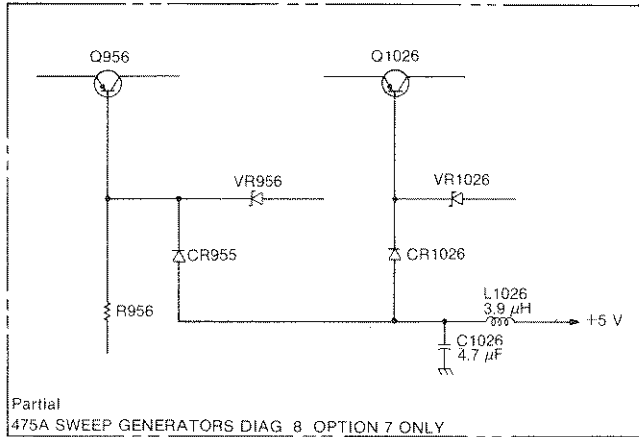 Q956
Q1026
VR956
VR1026
CR955
CR1026
L1026
3.9 µH
+5 V
R956
C1026
4.7 µF
Partial
475A SWEEP GENERATORS DIAG 8 OPTION 7 ONLY